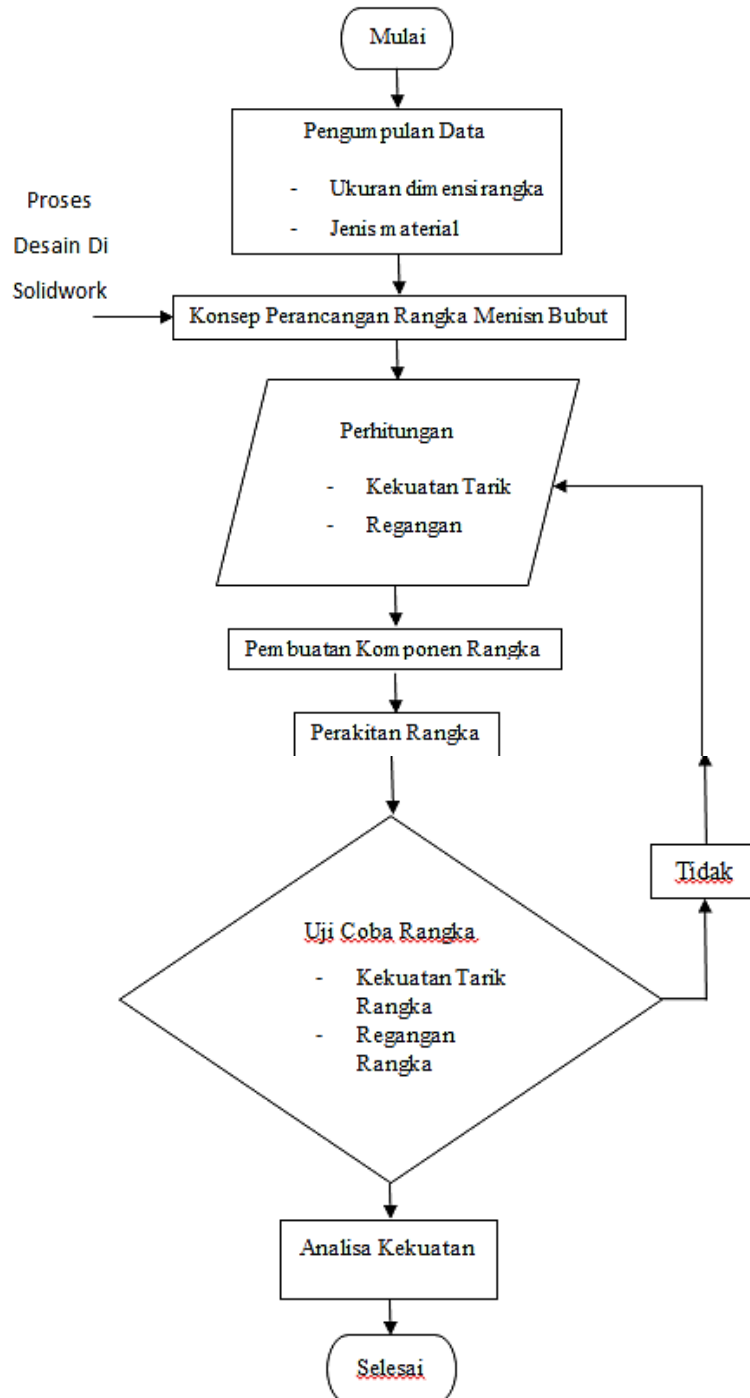 Mulai
Pengumpulan Data
- Ukuran dimensi rangka
- Jenis material
Proses
Desain Di
Solidwork
Konsep Perancangan Rangka Menisn Bubut
Perhitungan
- Kekuatan Tarik
- Regangan
Pembuatan Komponen Rangka
Perakitan Rangka
Tidak
Uji Coba Rangka
- Kekuatan Tarik
Rangka
- Regangan
Rangka
Analisa Kekuatan
Selesai